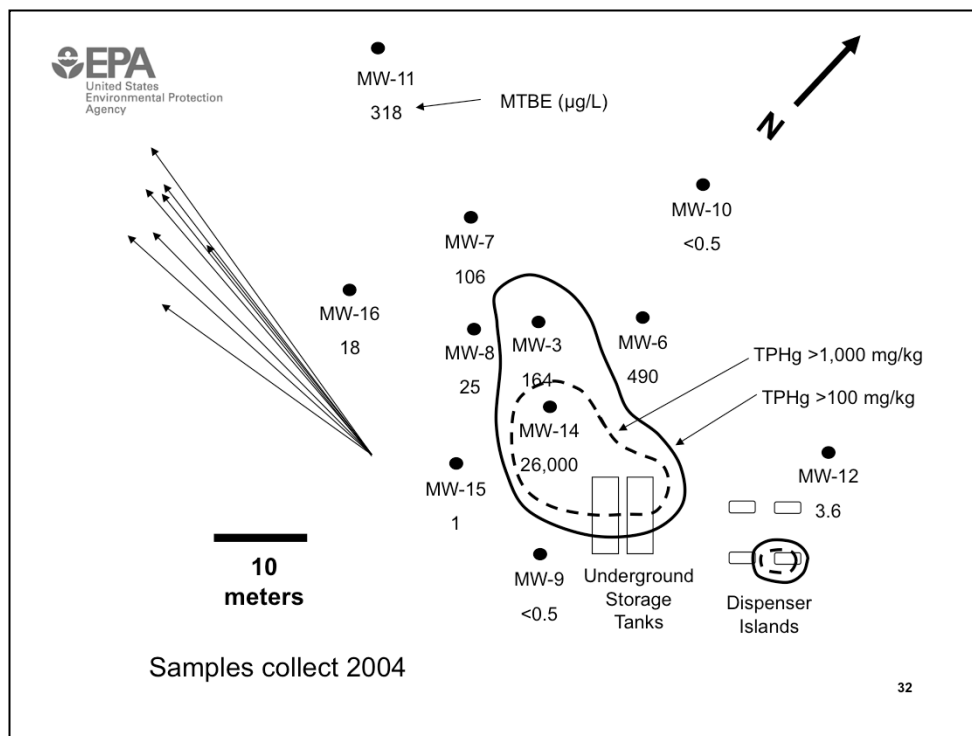 EPA
United States
Environmental Protection
Agency
MW-11
318
MTBE (µg/L)
N
MW-10
<0.5
MW-7
106
MW-16
18
MW-8
25
MW-3
164
MW-6
490
TPHg >1,000 mg/kg
TPHg >100 mg/kg
MW-14
26,000
MW-15
1
MW-12
3.6
10
meters
MW-9
<0.5
Underground
Storage
Tanks
Dispenser
Islands
Samples collect 2004
32